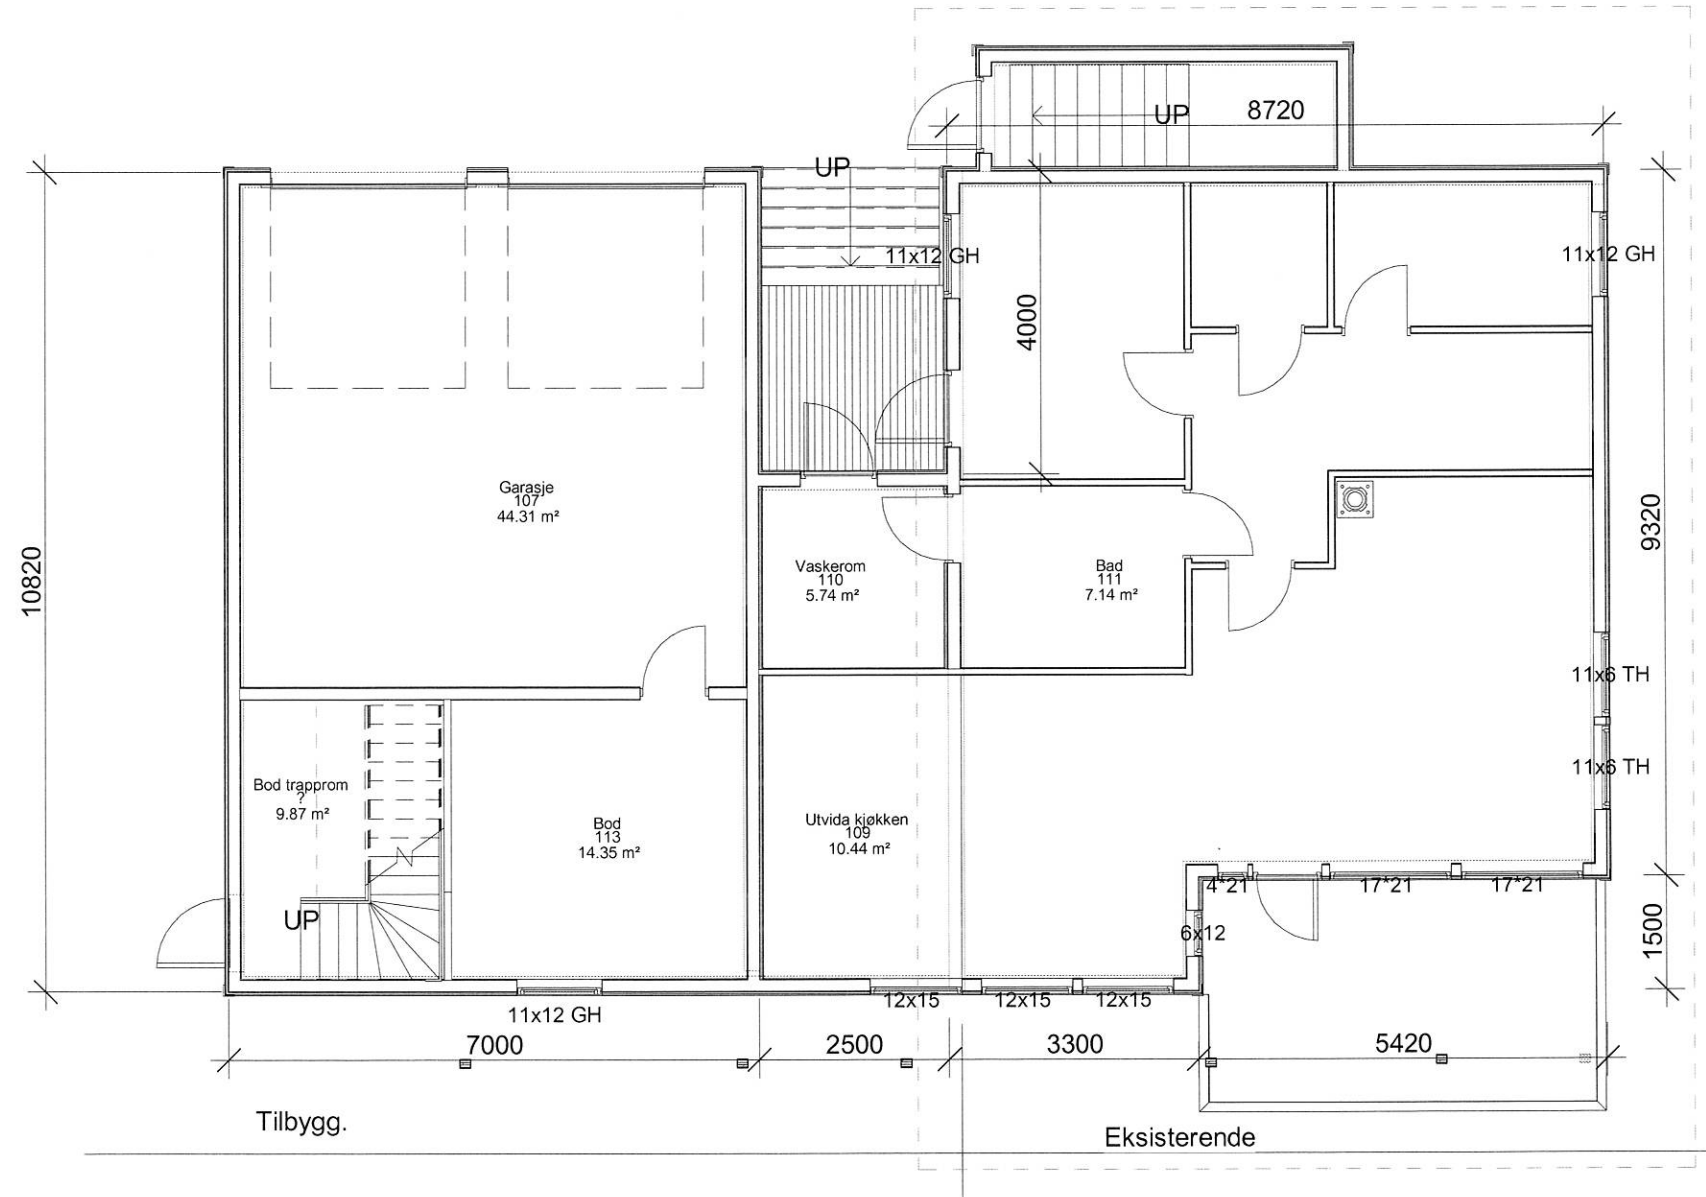 UP
8720
UP
11x12 GH
11x12 GH
4000
Garasje
107
44.31 m²
9320
10820
Vaskerom
110
5.74 m²
Bad
111
7.14 m²
11x6 TH
11x6 TH
Bod trapprom
?
9.87 m²
Bod
113
14.35 m²
Utvida kjøkken
109
10.44 m²
4*21
17*21
17*21
UP
6x12
1500
11x12 GH
12x15
12x15
12x15
7000
2500
3300
5420
Tilbygg.
Eksisterende